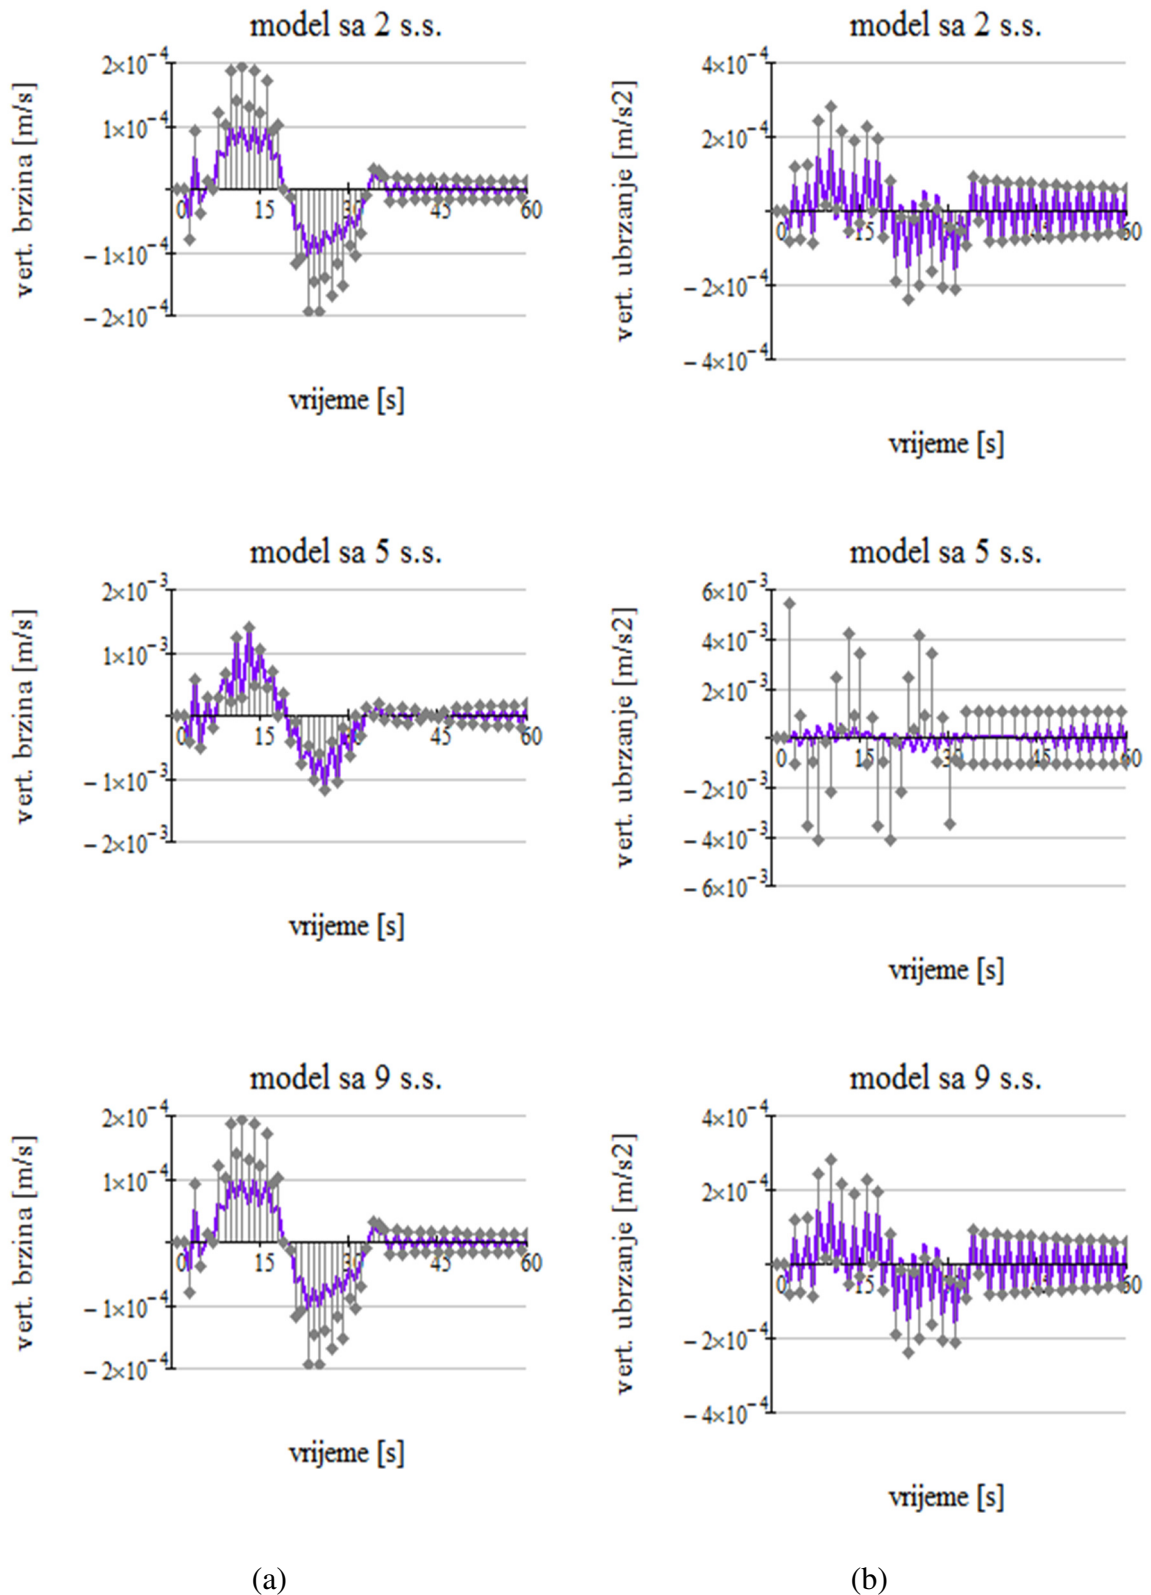 model sa 2 s.s.
vert. brzina [m/s]
2×10⁻⁴
1×10⁻⁴
−1×10⁻⁴
−2×10⁻⁴
0 15 30 45 60
vrijeme [s]
model sa 2 s.s.
vert. ubrzanje [m/s2]
4×10⁻⁴
2×10⁻⁴
−2×10⁻⁴
−4×10⁻⁴
0 15 30 45 60
vrijeme [s]
model sa 5 s.s.
vert. brzina [m/s]
2×10⁻³
1×10⁻³
−1×10⁻³
−2×10⁻³
0 15 30 45 60
vrijeme [s]
model sa 5 s.s.
vert. ubrzanje [m/s2]
6×10⁻³
4×10⁻³
2×10⁻³
−2×10⁻³
−4×10⁻³
−6×10⁻³
0 15 30 45 60
vrijeme [s]
model sa 9 s.s.
vert. brzina [m/s]
2×10⁻⁴
1×10⁻⁴
−1×10⁻⁴
−2×10⁻⁴
0 15 30 45 60
vrijeme [s]
model sa 9 s.s.
vert. ubrzanje [m/s2]
4×10⁻⁴
2×10⁻⁴
−2×10⁻⁴
−4×10⁻⁴
0 15 30 45 60
vrijeme [s]
(a)
(b)